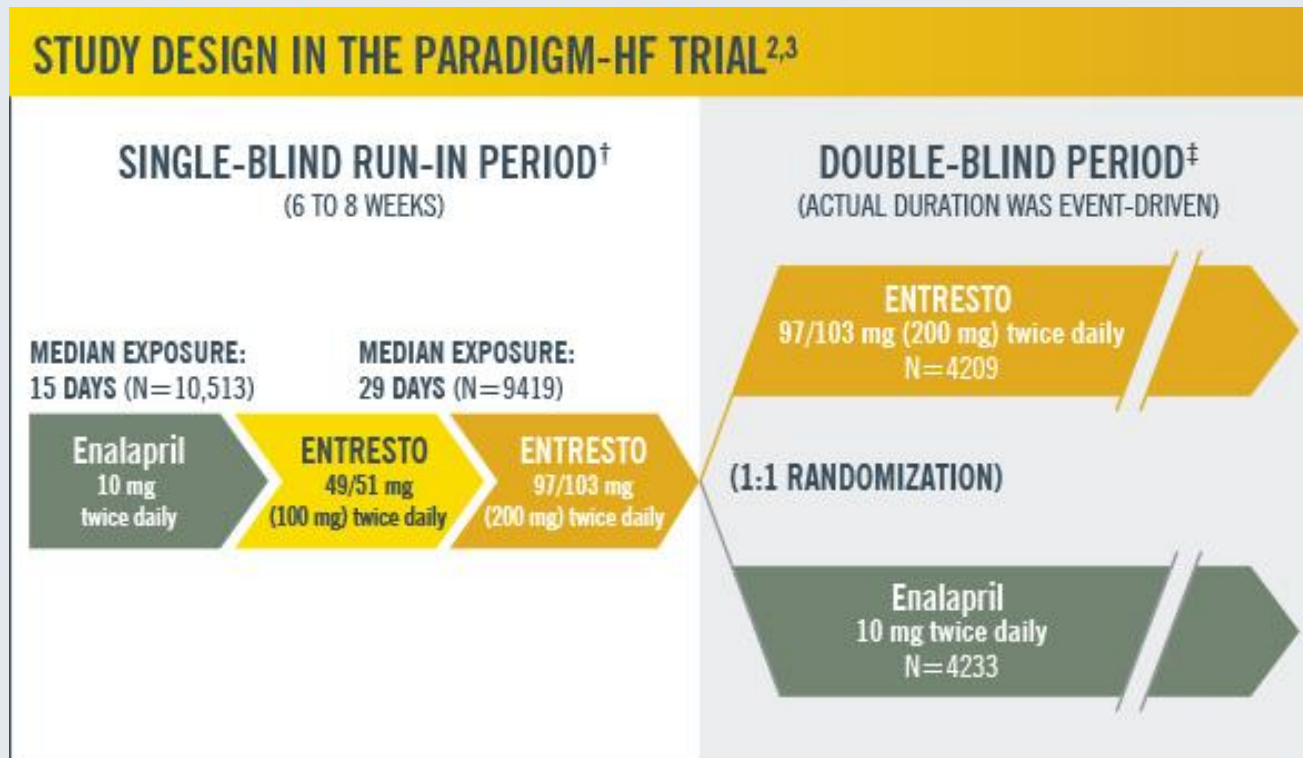 STUDY DESIGN IN THE PARADIGM-HF TRIAL2,3
SINGLE-BLIND RUN-IN PERIOD†
(6 TO 8 WEEKS)
MEDIAN EXPOSURE:
15 DAYS (N=10,513)
MEDIAN EXPOSURE:
29 DAYS (N=9419)
Enalapril
10 mg
twice daily
ENTRESTO
49/51 mg
(100 mg) twice daily
ENTRESTO
97/103 mg
(200 mg) twice daily
DOUBLE-BLIND PERIOD‡
(ACTUAL DURATION WAS EVENT-DRIVEN)
ENTRESTO
97/103 mg (200 mg) twice daily
N=4209
(1:1 RANDOMIZATION)
Enalapril
10 mg twice daily
N=4233